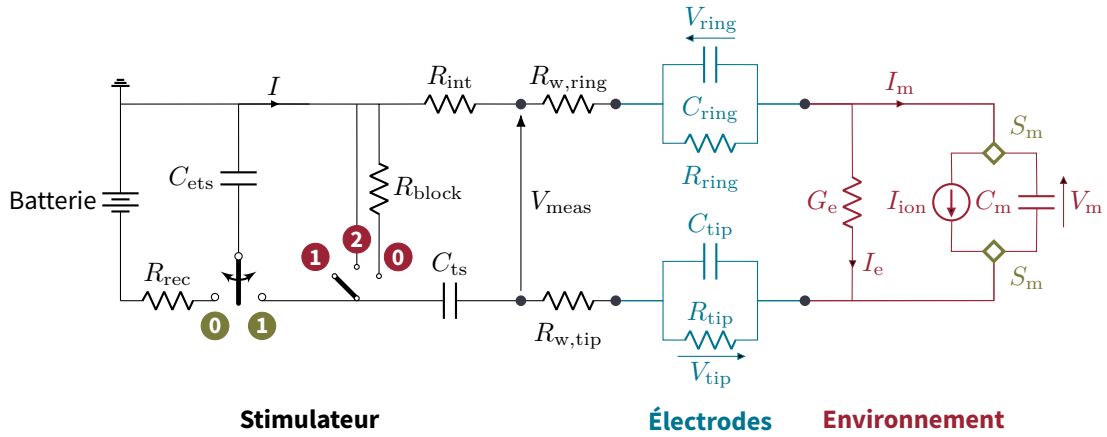 V_ring
I
R_int
R_w,ring
I_m
C_ring
S_m
C_ets
R_block
R_ring
Batterie
V_meas
G_e
I_ion
C_m
V_m
2
1
0
C_tip
R_rec
C_ts
I_e
S_m
R_tip
0
1
R_w,tip
V_tip
Stimulateur
Électrodes
Environnement